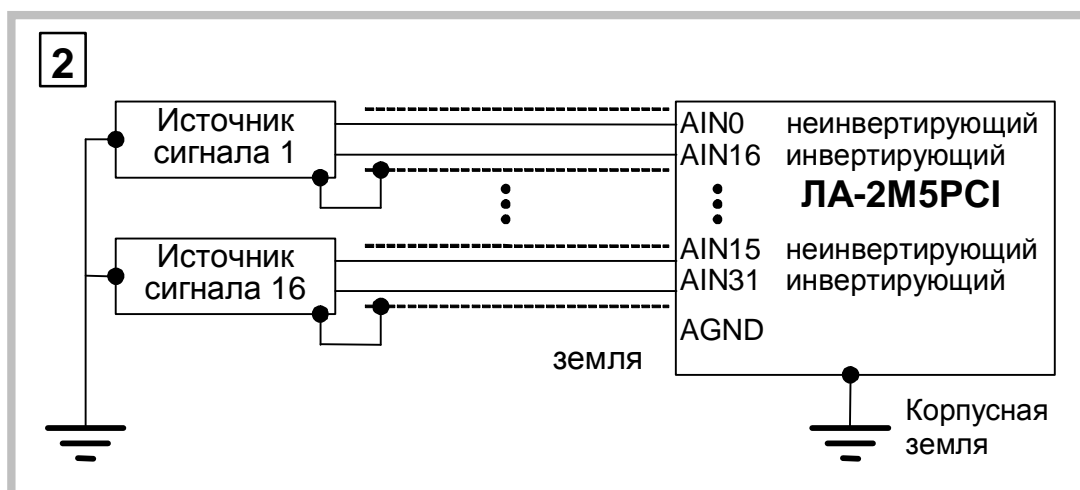 2
Источник
сигнала 1
AIN0 неинвертирующий
AIN16 инвертирующий
ЛА-2М5PCI
Источник
сигнала 16
AIN15 неинвертирующий
AIN31 инвертирующий
AGND
земля
Корпусная
земля